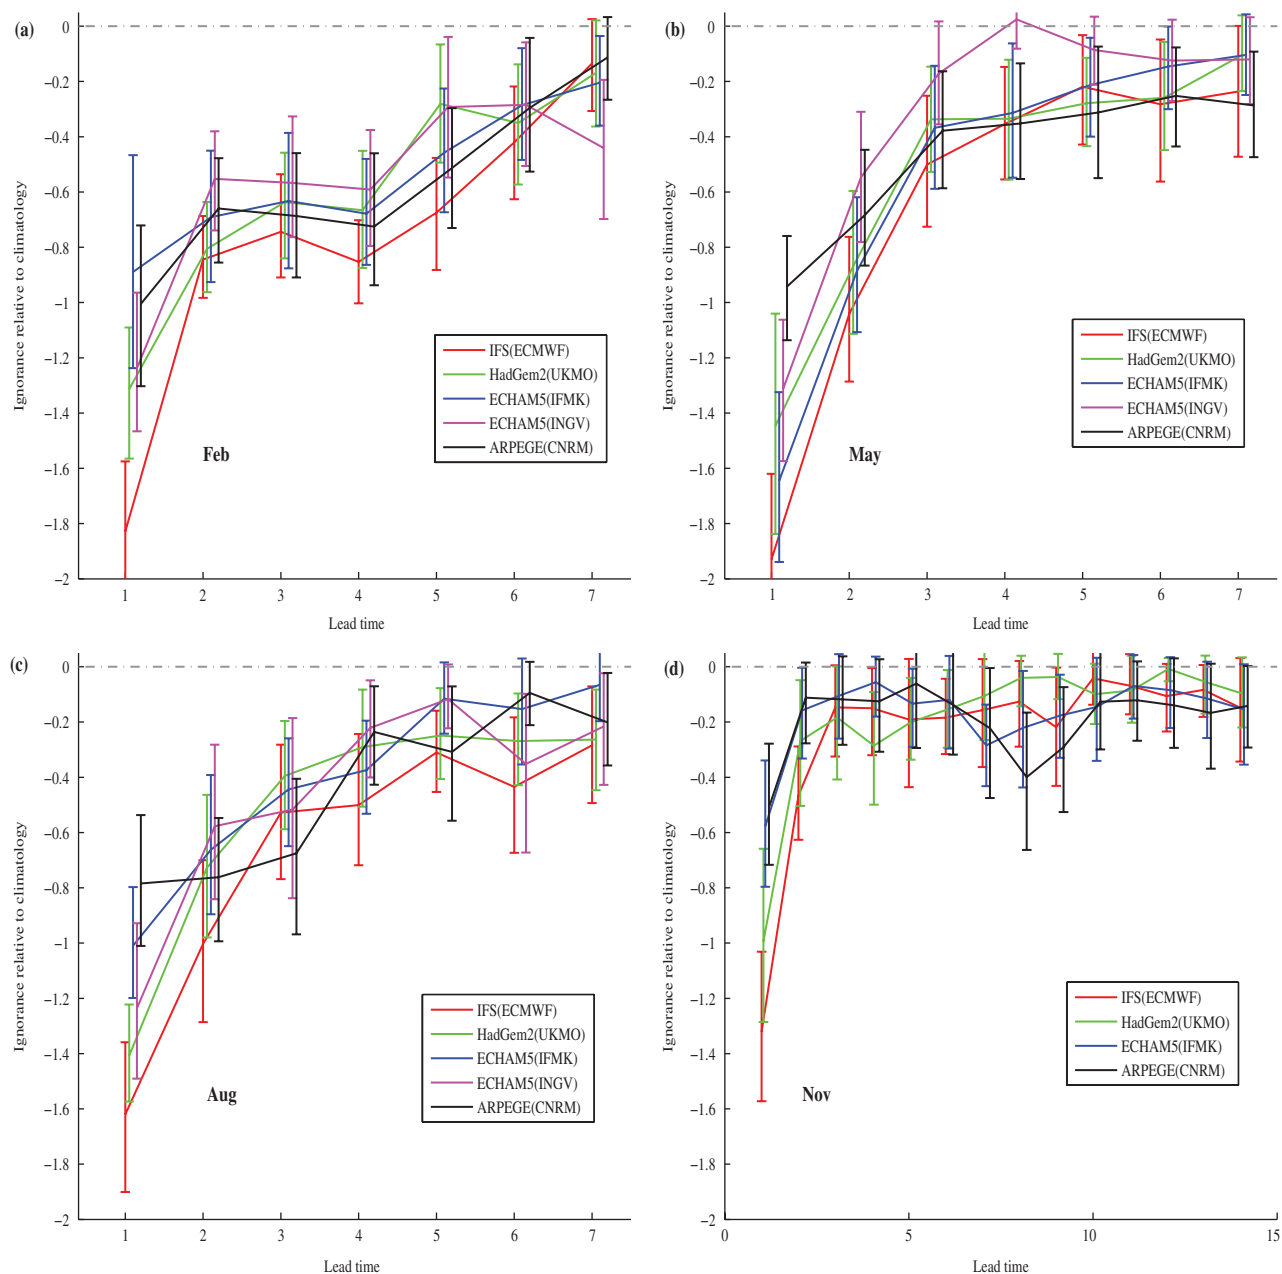 (a)
0
−0.2
−0.4
−0.6
−0.8
−1
−1.2
−1.4
−1.6
−1.8
−2
Ignorance relative to climatology
IFS(ECMWF)
HadGem2(UKMO)
ECHAM5(IFMK)
ECHAM5(INGV)
ARPEGE(CNRM)
Feb
1 2 3 4 5 6 7
Lead time
(b)
0
−0.2
−0.4
−0.6
−0.8
−1
−1.2
−1.4
−1.6
−1.8
−2
Ignorance relative to climatology
IFS(ECMWF)
HadGem2(UKMO)
ECHAM5(IFMK)
ECHAM5(INGV)
ARPEGE(CNRM)
May
1 2 3 4 5 6 7
Lead time
(c)
0
−0.2
−0.4
−0.6
−0.8
−1
−1.2
−1.4
−1.6
−1.8
−2
Ignorance relative to climatology
IFS(ECMWF)
HadGem2(UKMO)
ECHAM5(IFMK)
ECHAM5(INGV)
ARPEGE(CNRM)
Aug
1 2 3 4 5 6 7
Lead time
(d)
0
−0.2
−0.4
−0.6
−0.8
−1
−1.2
−1.4
−1.6
−1.8
−2
Ignorance relative to climatology
IFS(ECMWF)
HadGem2(UKMO)
ECHAM5(IFMK)
ARPEGE(CNRM)
Nov
0 5 10 15
Lead time